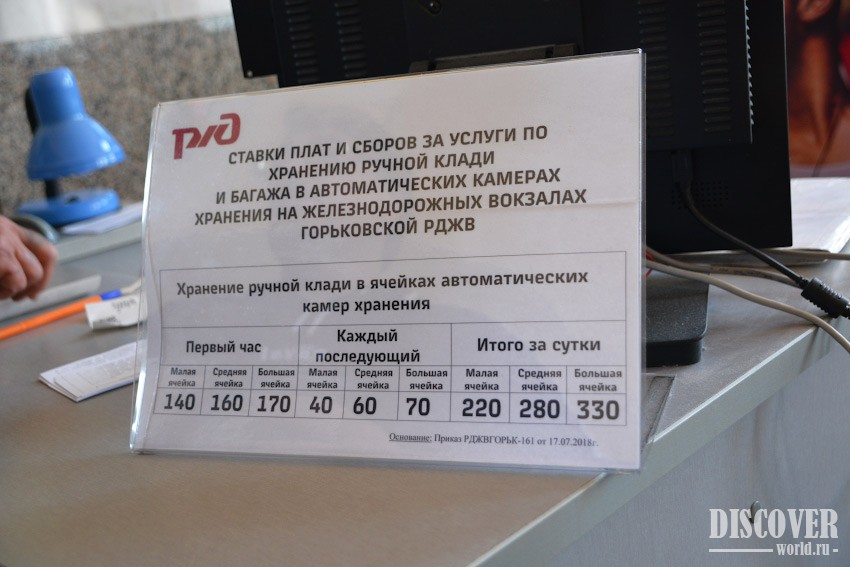 РЖД
СТАВКИ ПЛАТ И СБОРОВ ЗА УСЛУГИ ПО
ХРАНЕНИЮ РУЧНОЙ КЛАДИ
И БАГАЖА В АВТОМАТИЧЕСКИХ КАМЕРАХ
ХРАНЕНИЯ НА ЖЕЛЕЗНОДОРОЖНЫХ ВОКЗАЛАХ
ГОРЬКОВСКОЙ РДЖВ
Хранение ручной клади в ячейках автоматических
камер хранения
Первый час Каждый последующий Итого за сутки
Малая ячейка Средняя ячейка Большая ячейка Малая ячейка Средняя ячейка Большая ячейка Малая ячейка Средняя ячейка Большая ячейка
140 160 170 40 60 70 220 280 330
Основание: Приказ РДЖВГОРЬК-161 от 17.07.2018г.
DISCOVER
world.ru